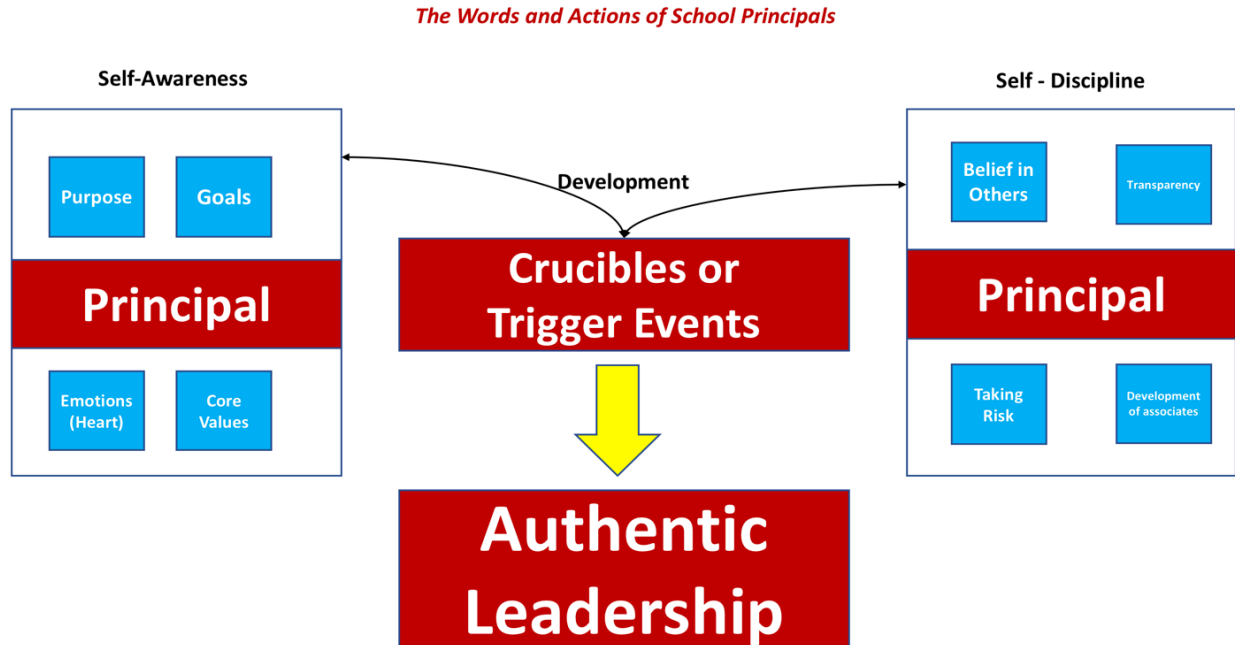 The Words and Actions of School Principals
Self-Awareness
Purpose
Goals
Principal
Emotions
(Heart)
Core
Values
Development
Crucibles or
Trigger Events
Authentic
Leadership
Self - Discipline
Belief in
Others
Transparency
Principal
Taking
Risk
Development
of associates